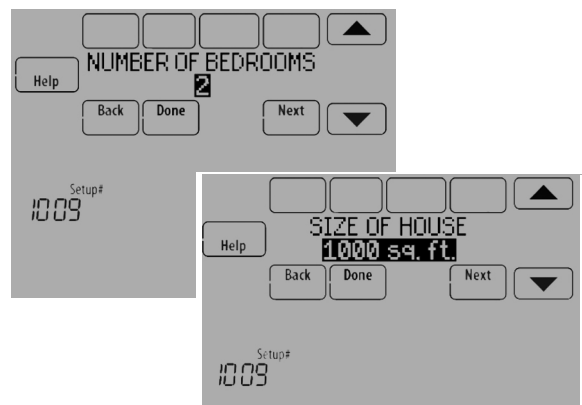 NUMBER OF BEDROOMS
Help
2
Back Done Next
Setup#
1009
SIZE OF HOUSE
Help
1000 sq. ft.
Back Done Next
Setup#
1009